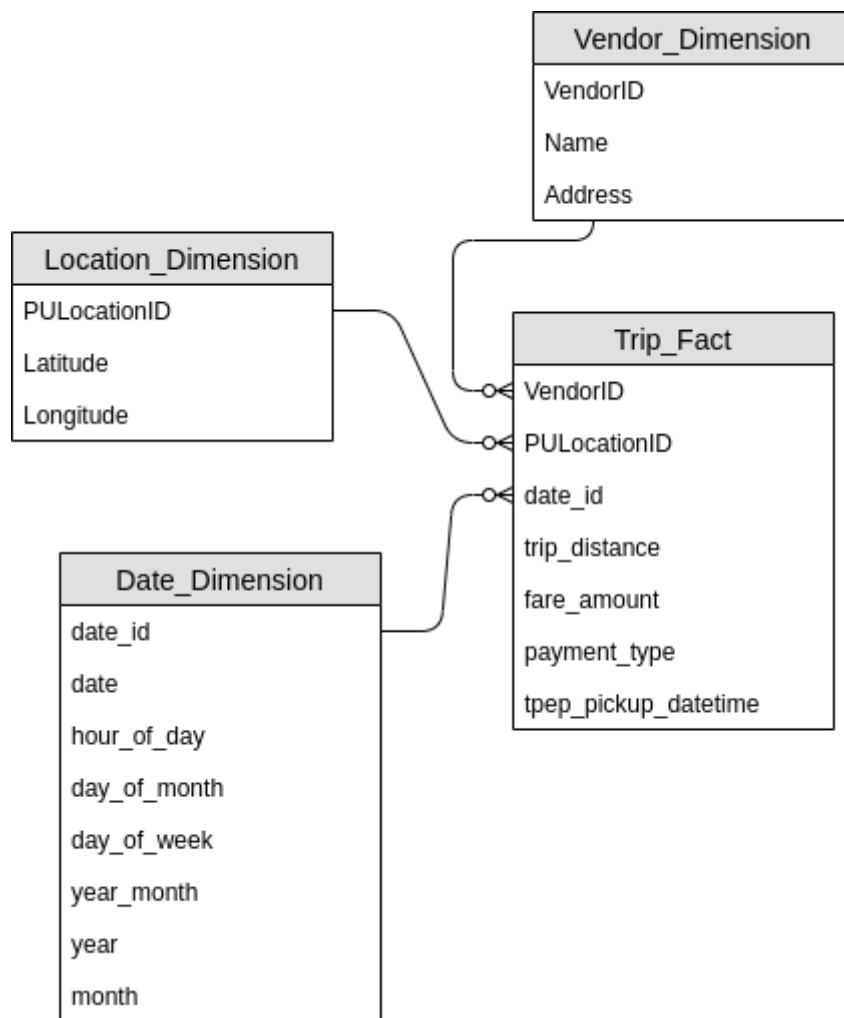 Vendor_Dimension
VendorID
Name
Address
Location_Dimension
PULocationID
Latitude
Longitude
Trip_Fact
VendorID
PULocationID
date_id
trip_distance
fare_amount
payment_type
tpep_pickup_datetime
Date_Dimension
date_id
date
hour_of_day
day_of_month
day_of_week
year_month
year
month